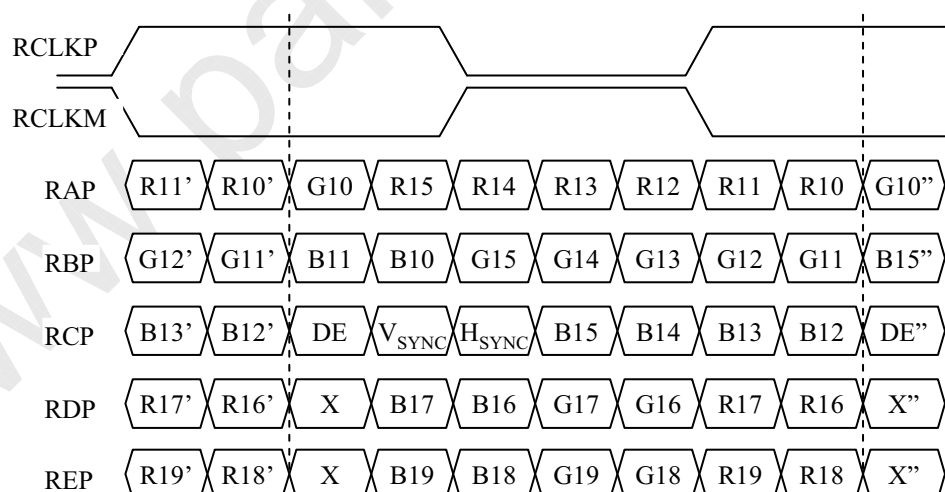 RCLKP
RCLKM
RAP R11’ R10’ G10 R15 R14 R13 R12 R11 R10 G10”
RBP G12’ G11’ B11 B10 G15 G14 G13 G12 G11 B15”
RCP B13’ B12’ DE VSYNC HSYNC B15 B14 B13 B12 DE”
RDP R17’ R16’ X B17 B16 G17 G16 R17 R16 X”
REP R19’ R18’ X B19 B18 G19 G18 R19 R18 X”